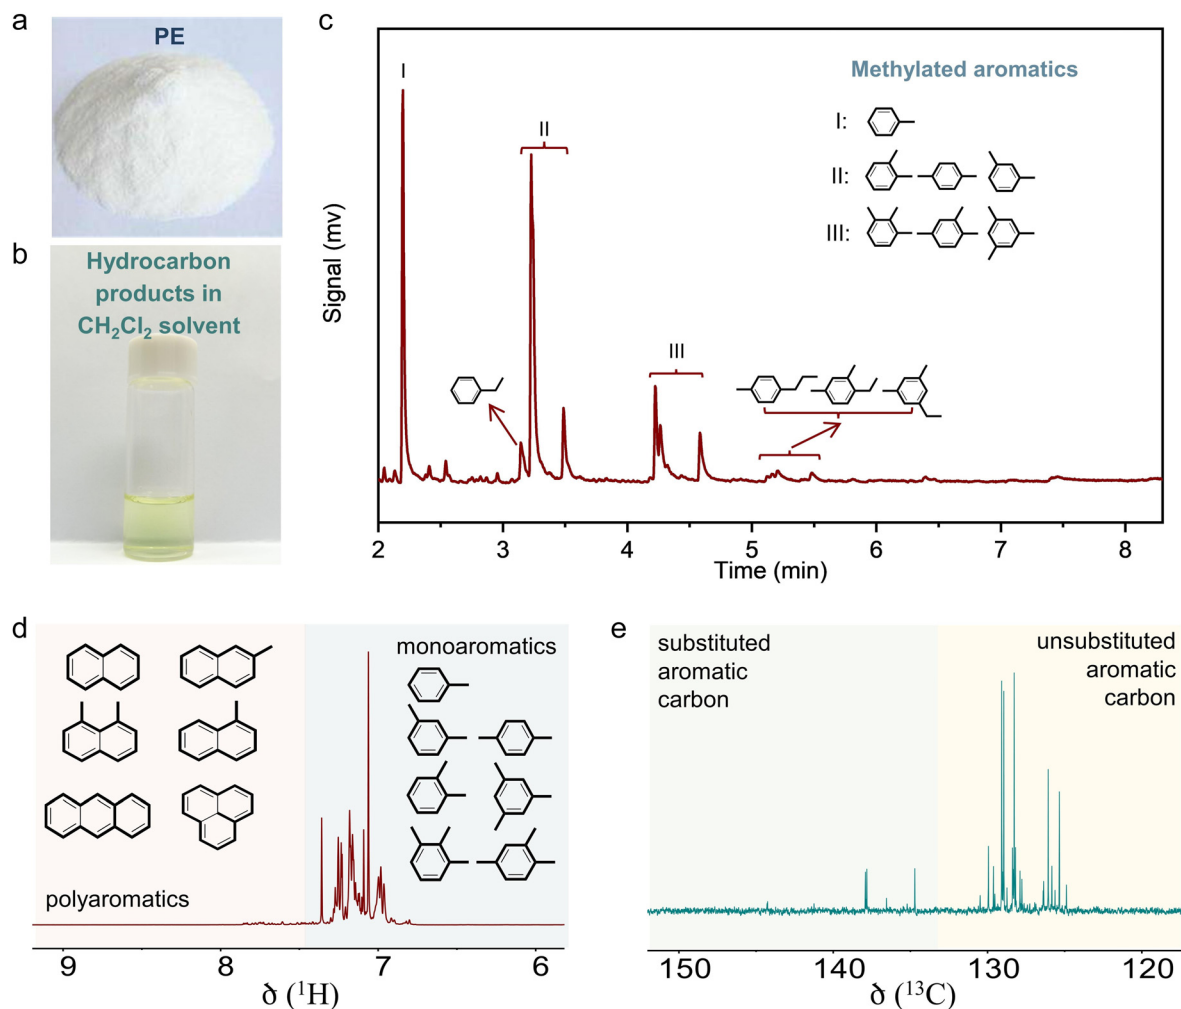 a
PE
b
Hydrocarbon
products in
CH₂Cl₂ solvent
c
Signal (mv)
I
II
III
Methylated aromatics
I:
II:
III:
2
3
4
5
6
7
8
Time (min)
d
monoaromatics
polyaromatics
9
8
7
6
δ (¹H)
e
substituted
aromatic
carbon
unsubstituted
aromatic
carbon
150
140
130
120
δ (¹³C)